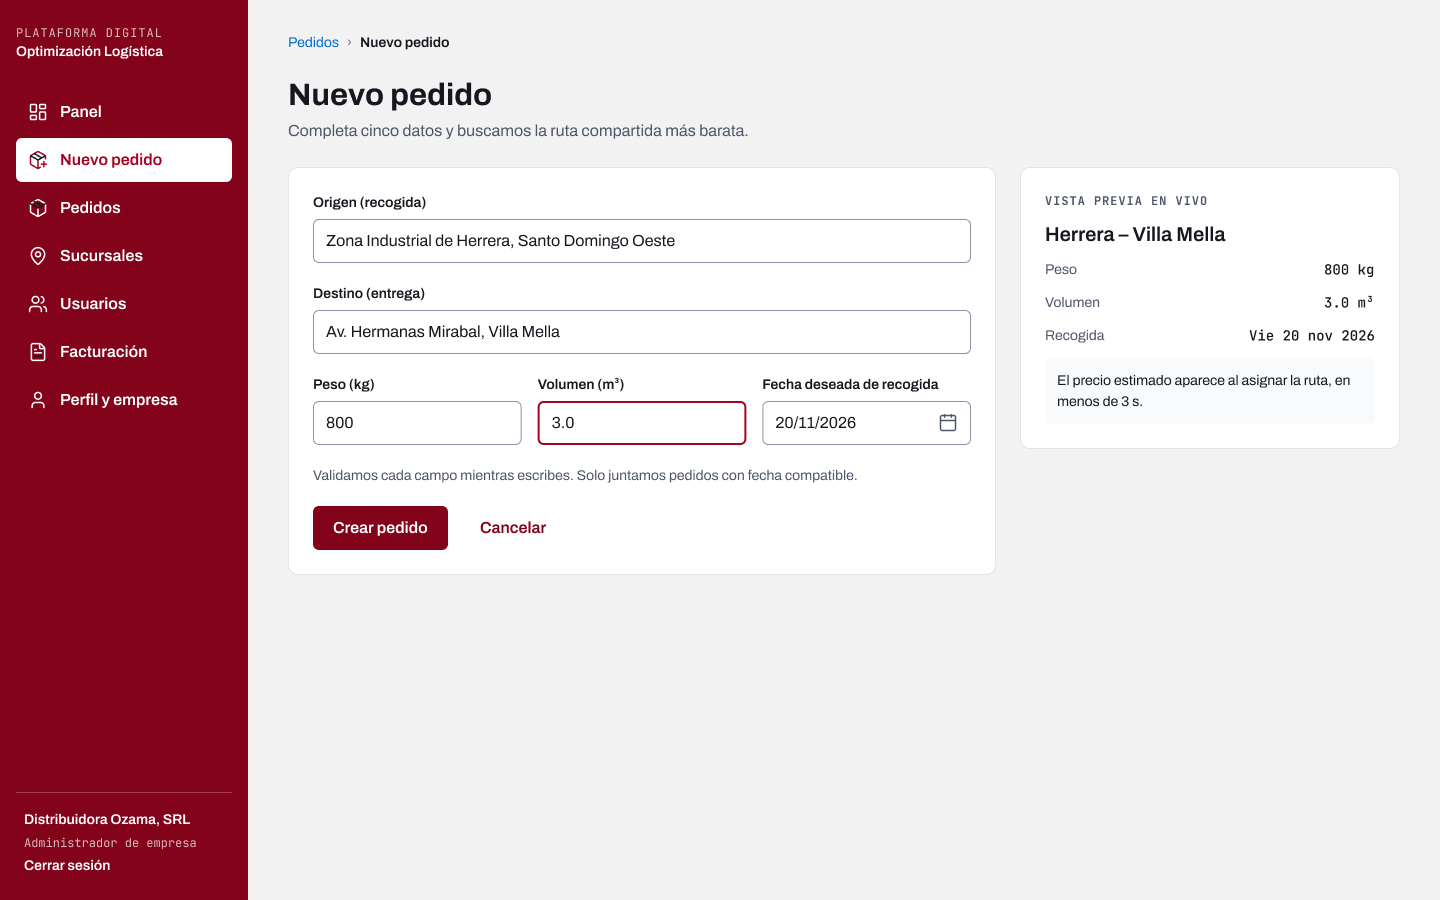 PLATAFORMA DIGITAL
Optimización Logística
Panel
Nuevo pedido
Pedidos
Sucursales
Usuarios
Facturación
Perfil y empresa
Distribuidora Ozama, SRL
Administrador de empresa
Cerrar sesión
Pedidos › Nuevo pedido
Nuevo pedido
Completa cinco datos y buscamos la ruta compartida más barata.
Origen (recogida)
Zona Industrial de Herrera, Santo Domingo Oeste
Destino (entrega)
Av. Hermanas Mirabal, Villa Mella
Peso (kg) Volumen (m³) Fecha deseada de recogida
800 3.0 20/11/2026
Validamos cada campo mientras escribes. Solo juntamos pedidos con fecha compatible.
Crear pedido Cancelar
VISTA PREVIA EN VIVO
Herrera – Villa Mella
Peso 800 kg
Volumen 3.0 m³
Recogida Vie 20 nov 2026
El precio estimado aparece al asignar la ruta, en
menos de 3 s.